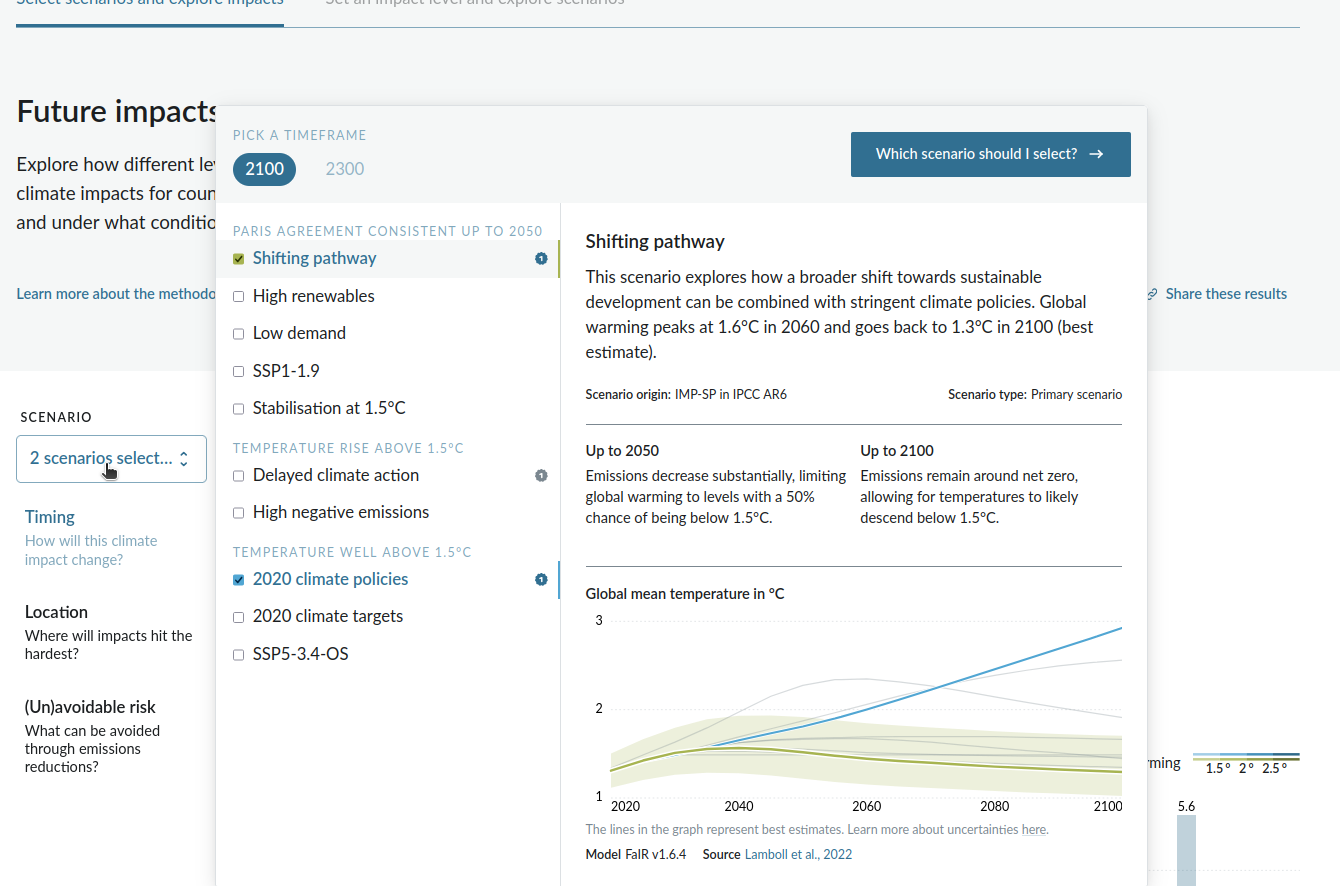 Select scenarios and explore impacts
Set an impact level and explore scenarios
Future impacts
Explore how different le
climate impacts for coun
and under what conditio
Learn more about the methodo
Share these results
PICK A TIMEFRAME
2100
2300
Which scenario should I select? →
PARIS AGREEMENT CONSISTENT UP TO 2050
Shifting pathway
1
High renewables
Low demand
SSP1-1.9
Stabilisation at 1.5°C
TEMPERATURE RISE ABOVE 1.5°C
Delayed climate action
1
High negative emissions
TEMPERATURE WELL ABOVE 1.5°C
2020 climate policies
1
2020 climate targets
SSP5-3.4-OS
Shifting pathway
This scenario explores how a broader shift towards sustainable
development can be combined with stringent climate policies. Global
warming peaks at 1.6°C in 2060 and goes back to 1.3°C in 2100 (best
estimate).
Scenario origin: IMP-SP in IPCC AR6
Scenario type: Primary scenario
Up to 2050
Emissions decrease substantially, limiting
global warming to levels with a 50%
chance of being below 1.5°C.
Up to 2100
Emissions remain around net zero,
allowing for temperatures to likely
descend below 1.5°C.
Global mean temperature in °C
3
2
1
2020
2040
2060
2080
2100
The lines in the graph represent best estimates. Learn more about uncertainties here.
Model FaIR v1.6.4
Source Lamboll et al., 2022
SCENARIO
2 scenarios select...
Timing
How will this climate
impact change?
Location
Where will impacts hit the
hardest?
(Un)avoidable risk
What can be avoided
through emissions
reductions?
rming
1.5° 2° 2.5°
5.6